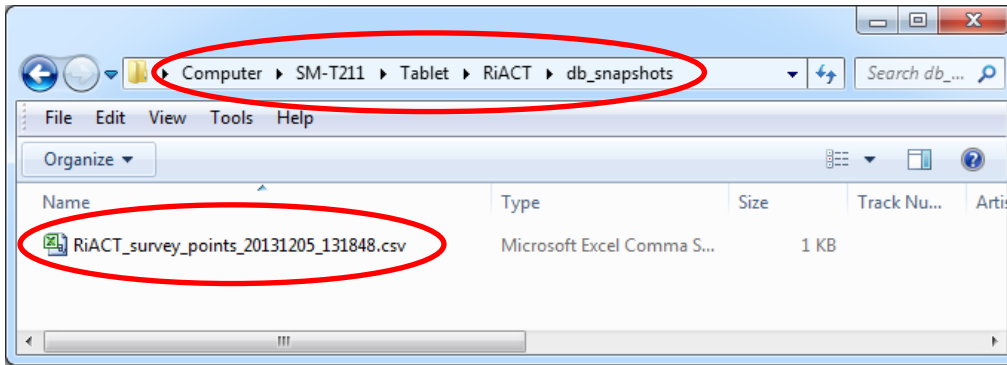 Computer ▸ SM-T211 ▸ Tablet ▸ RiACT ▸ db_snapshots
Search db_...
File Edit View Tools Help
Organize
Name Type Size Track Nu... Artis
RiACT_survey_points_20131205_131848.csv Microsoft Excel Comma S... 1 KB